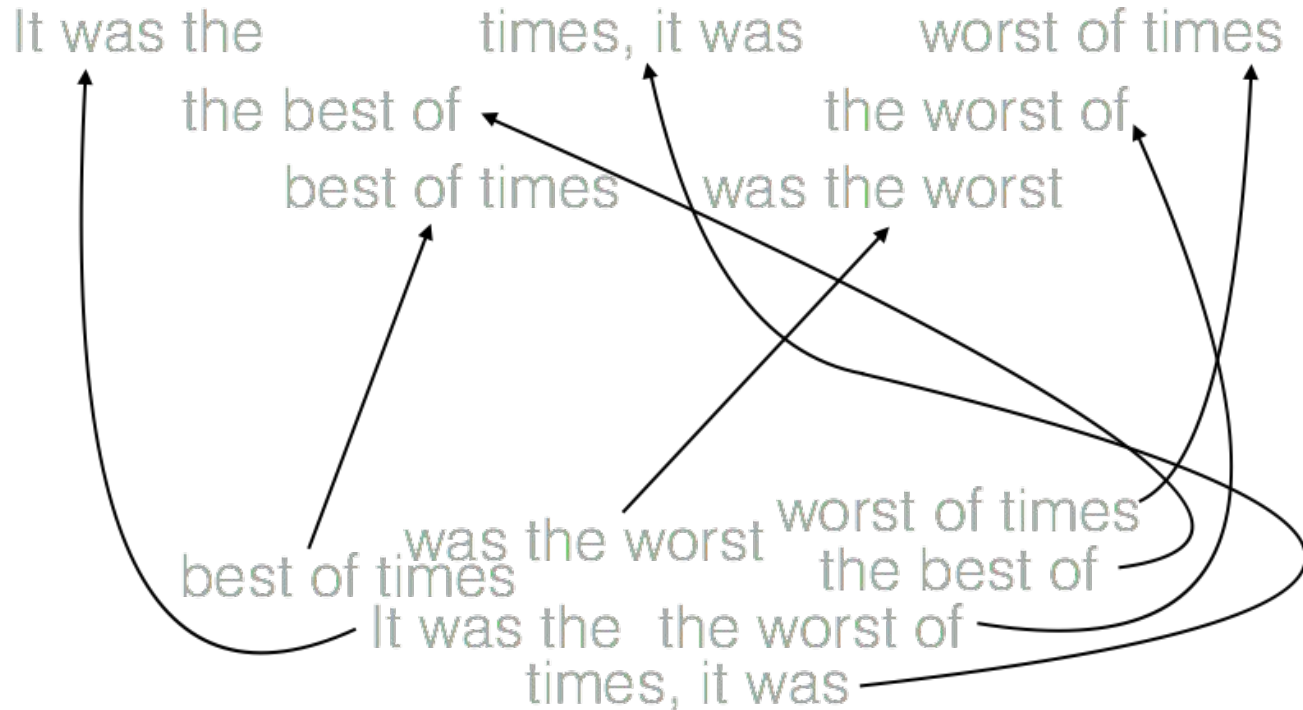 It was the times, it was worst of times
the best of the worst of
best of times was the worst
was the worst worst of times
best of times the best of
It was the the worst of
times, it was